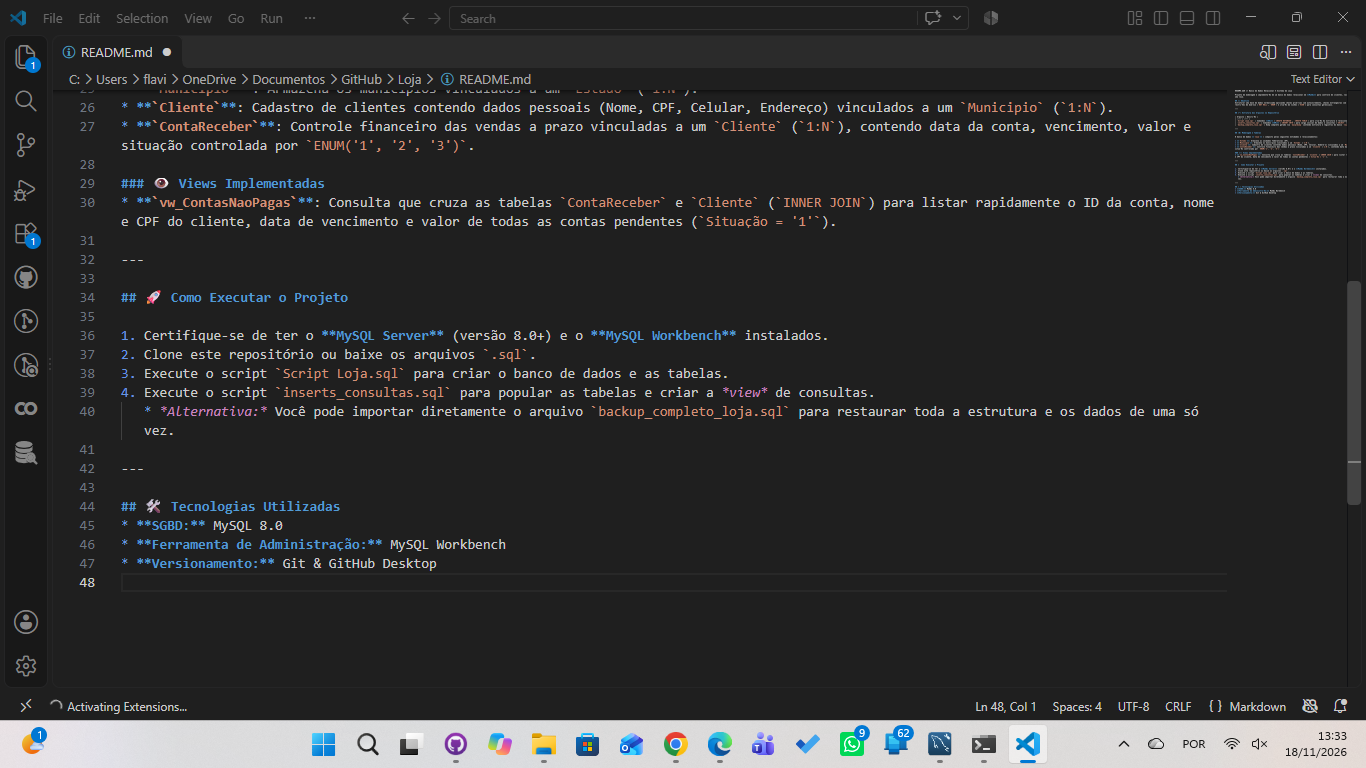 File Edit Selection View Go Run ··· Search
README.md
C: > Users > flavi > OneDrive > Documentos > GitHub > Loja > README.md
Text Editor
26 * **`Cliente`**: Cadastro de clientes contendo dados pessoais (Nome, CPF, Celular, Endereço) vinculados a um `Municipio` (`1:N`).
27 * **`ContaReceber`**: Controle financeiro das vendas a prazo vinculadas a um `Cliente` (`1:N`), contendo data da conta, vencimento, valor e
situação controlada por `ENUM('1', '2', '3')`.
28
29 ### 👁️ Views Implementadas
30 * **`vw_ContasNaoPagas`**: Consulta que cruza as tabelas `ContaReceber` e `Cliente` (`INNER JOIN`) para listar rapidamente o ID da conta, nome
e CPF do cliente, data de vencimento e valor de todas as contas pendentes (`Situação = '1'`).
31
32 ---
33
34 ## 🚀 Como Executar o Projeto
35
36 1. Certifique-se de ter o **MySQL Server** (versão 8.0+) e o **MySQL Workbench** instalados.
37 2. Clone este repositório ou baixe os arquivos `.sql`.
38 3. Execute o script `Script Loja.sql` para criar o banco de dados e as tabelas.
39 4. Execute o script `inserts_consultas.sql` para popular as tabelas e criar a *view* de consultas.
40 * *Alternativa:* Você pode importar diretamente o arquivo `backup_completo_loja.sql` para restaurar toda a estrutura e os dados de uma só
vez.
41
42 ---
43
44 ## 🛠️ Tecnologias Utilizadas
45 * **SGBD:** MySQL 8.0
46 * **Ferramenta de Administração:** MySQL Workbench
47 * **Versionamento:** Git & GitHub Desktop
48
1
1
Activating Extensions...
Ln 48, Col 1 Spaces: 4 UTF-8 CRLF { } Markdown
1
9
62
POR
13:33
18/11/2026